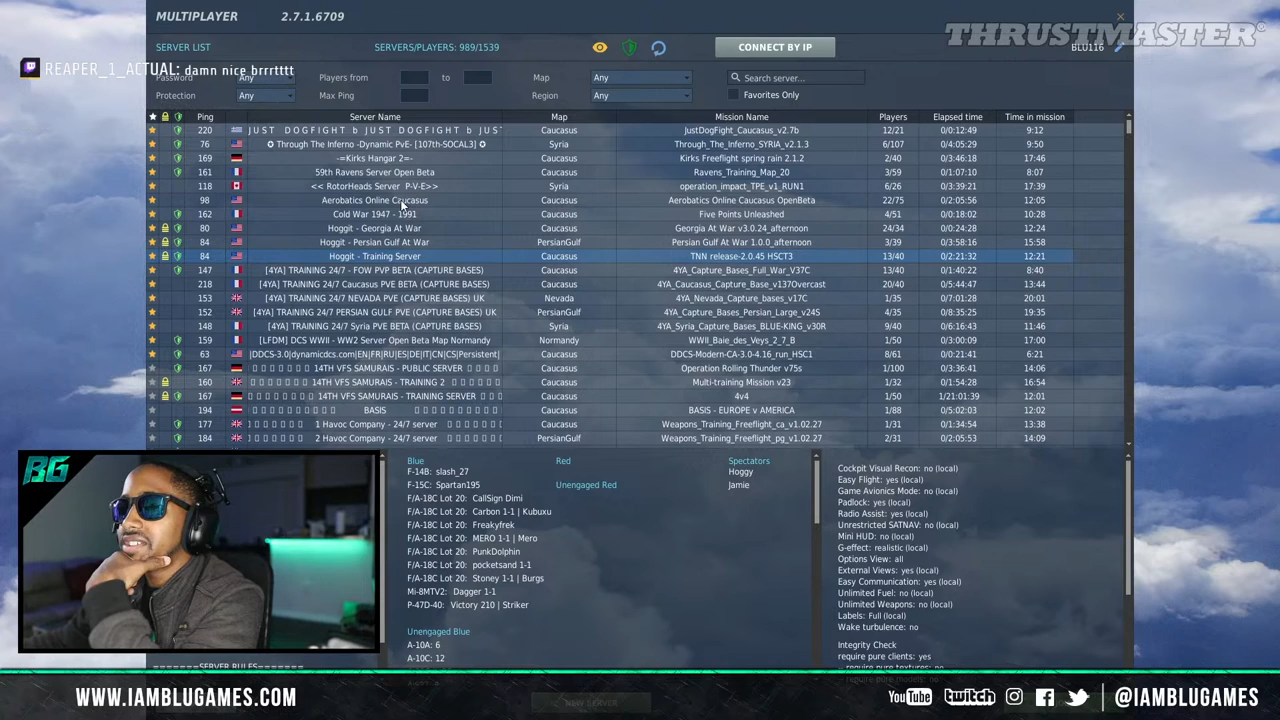 MULTIPLAYER 2.7.1.6709
THRUSTMASTER®
SERVER LIST SERVERS/PLAYERS: 989/1539 CONNECT BY IP BLU116
REAPER_1_ACTUAL: damn nice brrrtttt
Password Any Players from to Map Any Search server...
Protection Any Max Ping Region Any Favorites Only
Ping Server Name Map Mission Name Players Elapsed time Time in mission
220 JUST DOGFIGHT b JUST DOGFIGHT b JUS Caucasus JustDogFight_Caucasus_v2.7b 12/21 0/0:12:49 9:12
76 ✪ Through The Inferno -Dynamic PvE- [107th-SOCAL3] ✪ Syria Through_The_Inferno_SYRIA_v2.1.3 6/107 0/4:05:29 9:50
169 -=Kirks Hangar 2=- Caucasus Kirks Freeflight spring rain 2.1.2 2/40 0/3:46:18 17:46
161 59th Ravens Server Open Beta Caucasus Ravens_Training_Map_20 3/59 0/1:07:10 8:07
118 << RotorHeads Server P-V-E>> Syria operation_impact_TPE_v1_RUN1 6/26 0/3:39:21 17:39
98 Aerobatics Online Caucasus Caucasus Aerobatics Online Caucasus OpenBeta 22/75 0/2:05:56 12:05
162 Cold War 1947 - 1991 Caucasus Five Points Unleashed 4/51 0/0:18:02 10:28
80 Hoggit - Georgia At War Caucasus Georgia At War v3.0.24_afternoon 24/34 0/0:24:28 12:24
84 Hoggit - Persian Gulf At War PersianGulf Persian Gulf At War 1.0.0_afternoon 3/39 0/3:58:16 15:58
84 Hoggit - Training Server Caucasus TNN release-2.0.45 HSCT3 13/40 0/2:21:32 12:21
147 [4YA] TRAINING 24/7 - FOW PVP BETA (CAPTURE BASES) Caucasus 4YA_Capture_Bases_Full_War_V37C 13/01 0/1:40:22 8:40
218 [4YA] TRAINING 24/7 Caucasus PVE BETA (CAPTURE BASES) Caucasus 4YA_Caucasus_Capture_Base_v137Overcast 20/40 0/5:44:47 13:44
153 [4YA] TRAINING 24/7 NEVADA PVE (CAPTURE BASES) UK Nevada 4YA_Nevada_Capture_bases_v17C 1/35 0/7:01:28 20:01
152 [4YA] TRAINING 24/7 PERSIAN GULF PVE (CAPTURE BASES) UK PersianGulf 4YA_Capture_Bases_Persian_Large_v24S 4/35 0/8:35:25 19:35
148 [4YA] TRAINING 24/7 Syria PVE BETA (CAPTURE BASES) Syria 4YA_Syria_Capture_Bases_BLUE-KING_v30R 9/40 0/6:16:43 11:46
159 [LFDM] DCS WWII - WW2 Server Open Beta Map Normandy Normandy WWII_Baie_des_Veys_2_7_B 1/50 0/3:00:09 17:00
63 |DDCS-3.0|dynamicdcs.com|EN|FR|RU|ES|DE|IT|CN|CS|Persistent| Caucasus DDCS-Modern-CA-3.0-4.16_run_HSC1 8/61 0/0:21:41 6:21
167 14TH VFS SAMURAIS - PUBLIC SERVER Caucasus Operation Rolling Thunder v75s 1/100 0/3:36:41 14:06
160 14TH VFS SAMURAIS - TRAINING 2 Caucasus Multi-training Mission v23 1/32 0/1:54:28 16:54
167 14TH VFS SAMURAIS - TRAINING SERVER Caucasus 4v4 1/50 1/21:01:39 12:01
194 BASIS Caucasus BASIS - EUROPE v AMERICA 1/88 0/5:02:03 12:02
177 1 Havoc Company - 24/7 server Caucasus Weapons_Training_Freeflight_ca_v1.02.27 1/31 0/1:34:54 13:38
184 2 Havoc Company - 24/7 server PersianGulf Weapons_Training_Freeflight_pg_v1.02.27 2/31 0/2:05:53 14:09
BG
Blue Red Spectators
F-14B: slash_27 Hoggy
F-15C: Spartan195 Unengaged Red Jamie
F/A-18C Lot 20: CallSign Dimi
F/A-18C Lot 20: Carbon 1-1 | Kubuxu
F/A-18C Lot 20: Freakyfrek
F/A-18C Lot 20: MERO 1-1 | Mero
F/A-18C Lot 20: PunkDolphin
F/A-18C Lot 20: pocketsand 1-1
F/A-18C Lot 20: Stoney 1-1 | Burgs
Mi-8MTV2: Dagger 1-1
P-47D-40: Victory 210 | Striker
Unengaged Blue
A-10A: 6
A-10C: 12
Cockpit Visual Recon: no (local)
Easy Flight: yes (local)
Game Avionics Mode: no (local)
Padlock: yes (local)
Radio Assist: yes (local)
Unrestricted SATNAV: no (local)
Mini HUD: no (local)
G-effect: realistic (local)
Options View: all
External Views: yes (local)
Easy Communication: yes (local)
Unlimited Fuel: no (local)
Unlimited Weapons: no (local)
Labels: Full (local)
Wake turbulence: no
Integrity Check
require pure clients: yes
-- require pure textures: no
-- require pure models: no
=======SERVER RULES=======
NEW SERVER
WWW.IAMBLUGAMES.COM YouTube twitch @IAMBLUGAMES